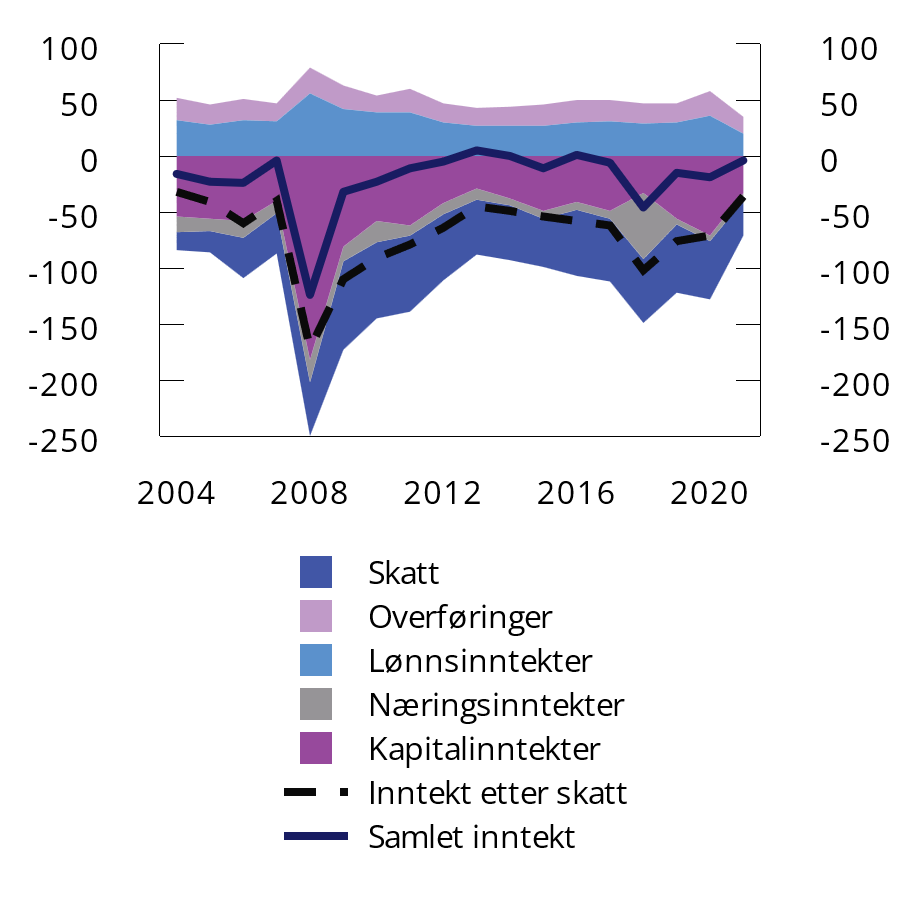 100 100
50 50
0 0
-50 -50
-100 -100
-150 -150
-200 -200
-250 -250
2004 2008 2012 2016 2020
Skatt
Overføringer
Lønnsinntekter
Næringsinntekter
Kapitalinntekter
Inntekt etter skatt
Samlet inntekt